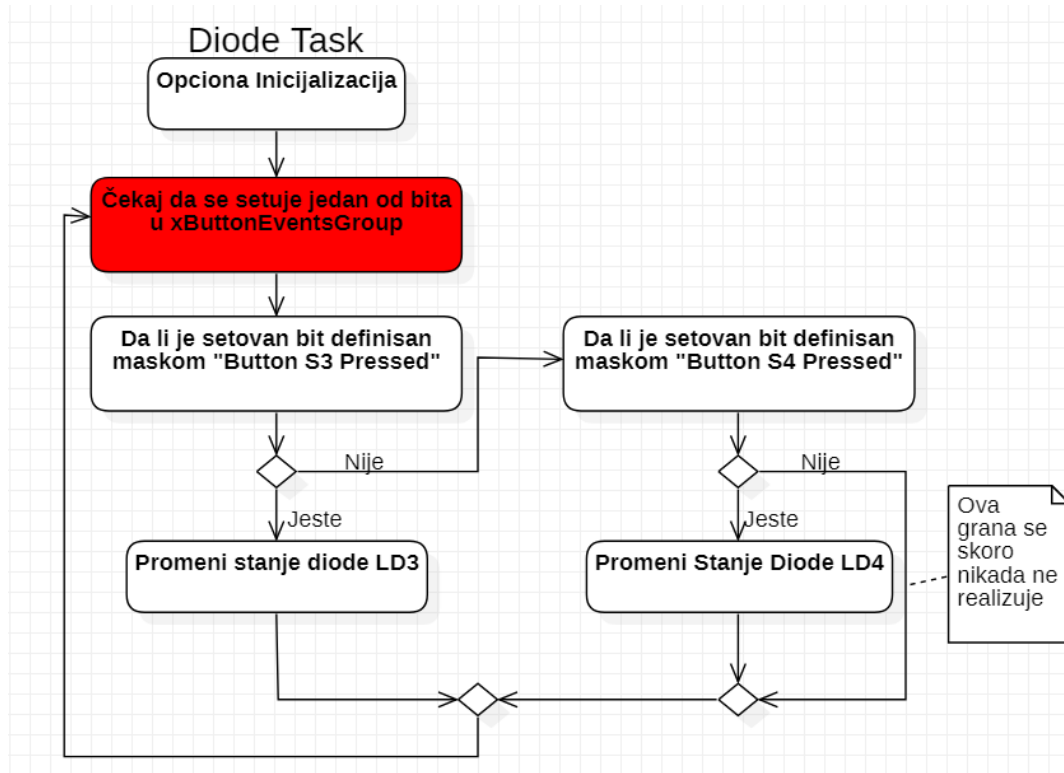 Diode Task
Opciona Inicijalizacija
Čekaj da se setuje jedan od bita
u xButtonEventsGroup
Da li je setovan bit definisan
maskom "Button S3 Pressed"
Da li je setovan bit definisan
maskom "Button S4 Pressed"
Nije
Nije
Jeste
Jeste
Promeni stanje diode LD3
Promeni Stanje Diode LD4
Ova
grana se
skoro
nikada ne
realizuje